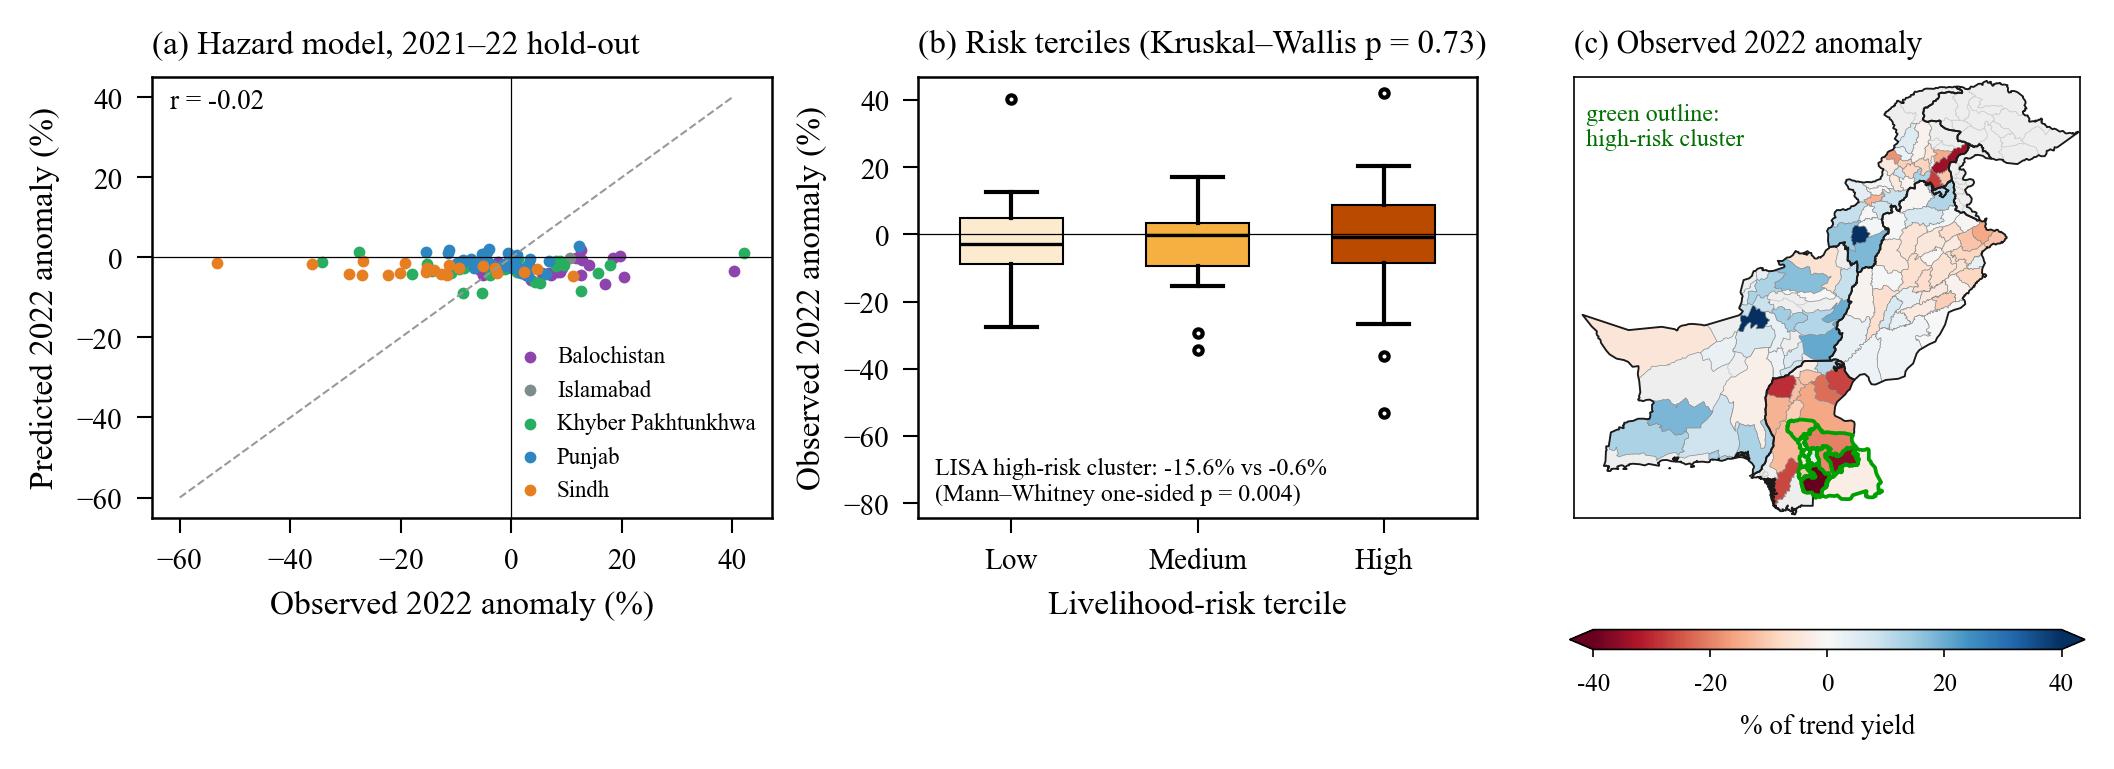 (a) Hazard model, 2021–22 hold-out
r = -0.02
Predicted 2022 anomaly (%)
40
20
0
−20
−40
−60
Balochistan
Islamabad
Khyber Pakhtunkhwa
Punjab
Sindh
−60 −40 −20 0 20 40
Observed 2022 anomaly (%)
(b) Risk terciles (Kruskal–Wallis p = 0.73)
Observed 2022 anomaly (%)
40
20
0
−20
−40
−60
−80
LISA high-risk cluster: -15.6% vs -0.6%
(Mann–Whitney one-sided p = 0.004)
Low Medium High
Livelihood-risk tercile
(c) Observed 2022 anomaly
green outline:
high-risk cluster
-40 -20 0 20 40
% of trend yield